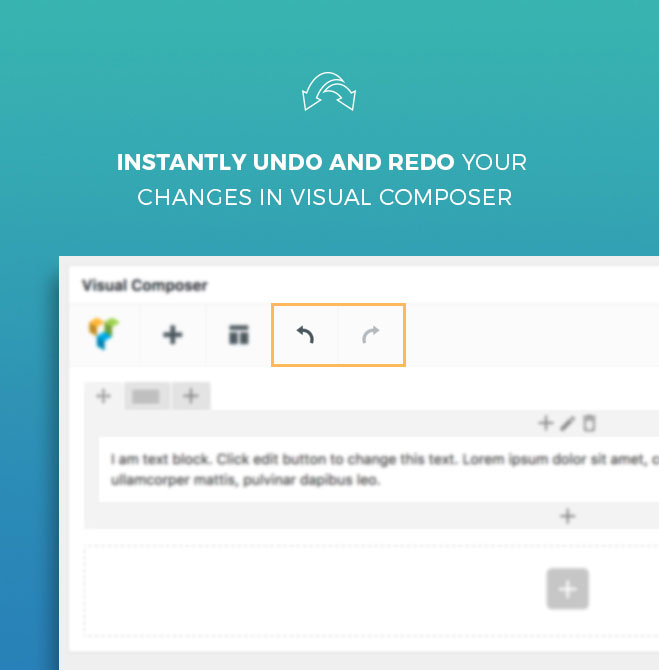 INSTANTLY UNDO AND REDO YOUR
CHANGES IN VISUAL COMPOSER
Visual Composer
I am text block. Click edit button to change this text. Lorem ipsum dolor sit amet, c
ullamcorper mattis, pulvinar dapibus leo.